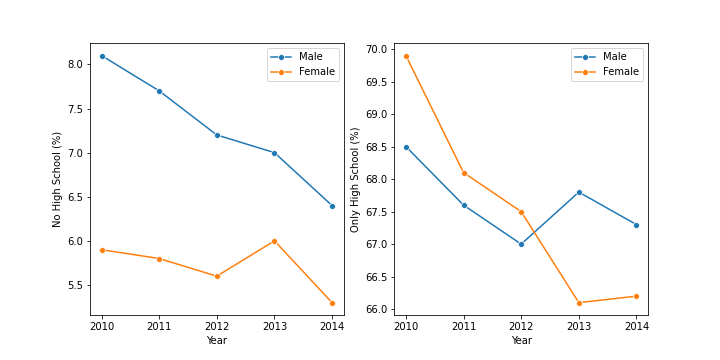 No High School (%)
8.0
7.5
7.0
6.5
6.0
5.5
2010 2011 2012 2013 2014
Year
Male
Female
Only High School (%)
70.0
69.5
69.0
68.5
68.0
67.5
67.0
66.5
66.0
2010 2011 2012 2013 2014
Year
Male
Female